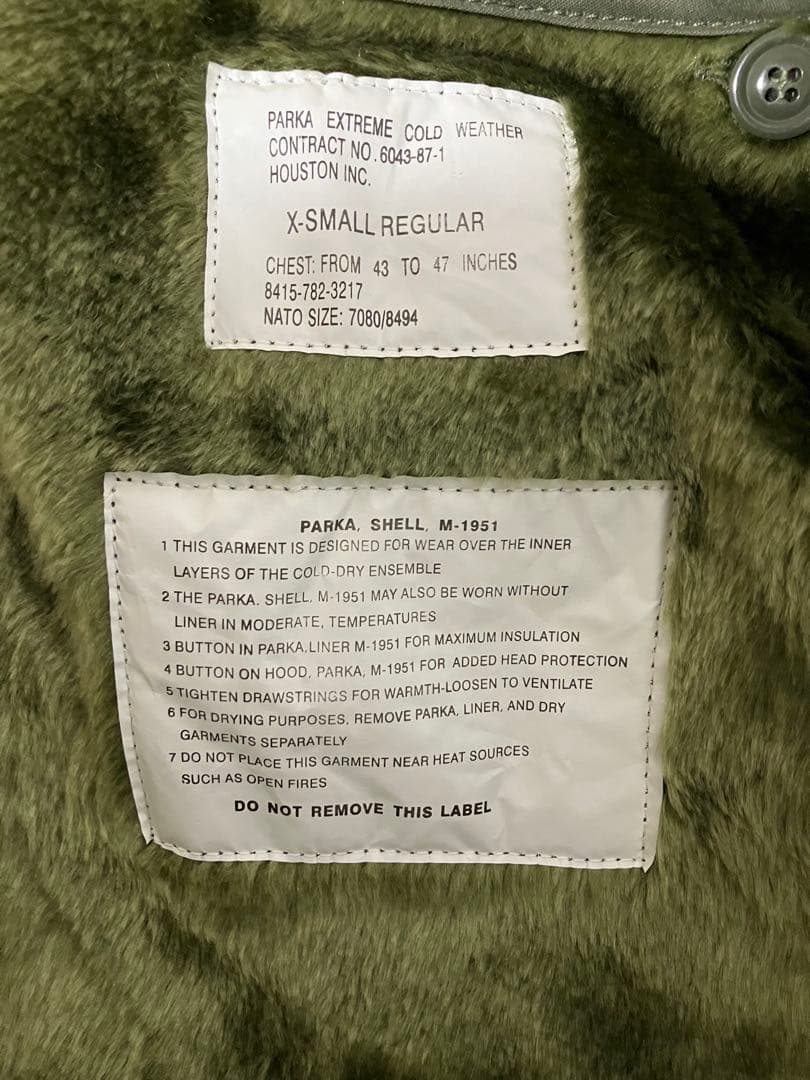 PARKA EXTREME COLD WEATHER
CONTRACT NO.6043-87-1
HOUSTON INC.
X-SMALL REGULAR
CHEST: FROM 43 TO 47 INCHES
8415-782-3217
NATO SIZE: 7080/8494
PARKA, SHELL, M-1951
1 THIS GARMENT IS DESIGNED FOR WEAR OVER THE INNER
LAYERS OF THE COLD-DRY ENSEMBLE
2 THE PARKA. SHELL, M-1951 MAY ALSO BE WORN WITHOUT
LINER IN MODERATE, TEMPERATURES
3 BUTTON IN PARKA,LINER M-1951 FOR MAXIMUM INSULATION
4 BUTTON ON HOOD, PARKA, M-1951 FOR ADDED HEAD PROTECTION
5 TIGHTEN DRAWSTRINGS FOR WARMTH-LOOSEN TO VENTILATE
6 FOR DRYING PURPOSES, REMOVE PARKA, LINER, AND DRY
GARMENTS SEPARATELY
7 DO NOT PLACE THIS GARMENT NEAR HEAT SOURCES
SUCH AS OPEN FIRES
DO NOT REMOVE THIS LABEL